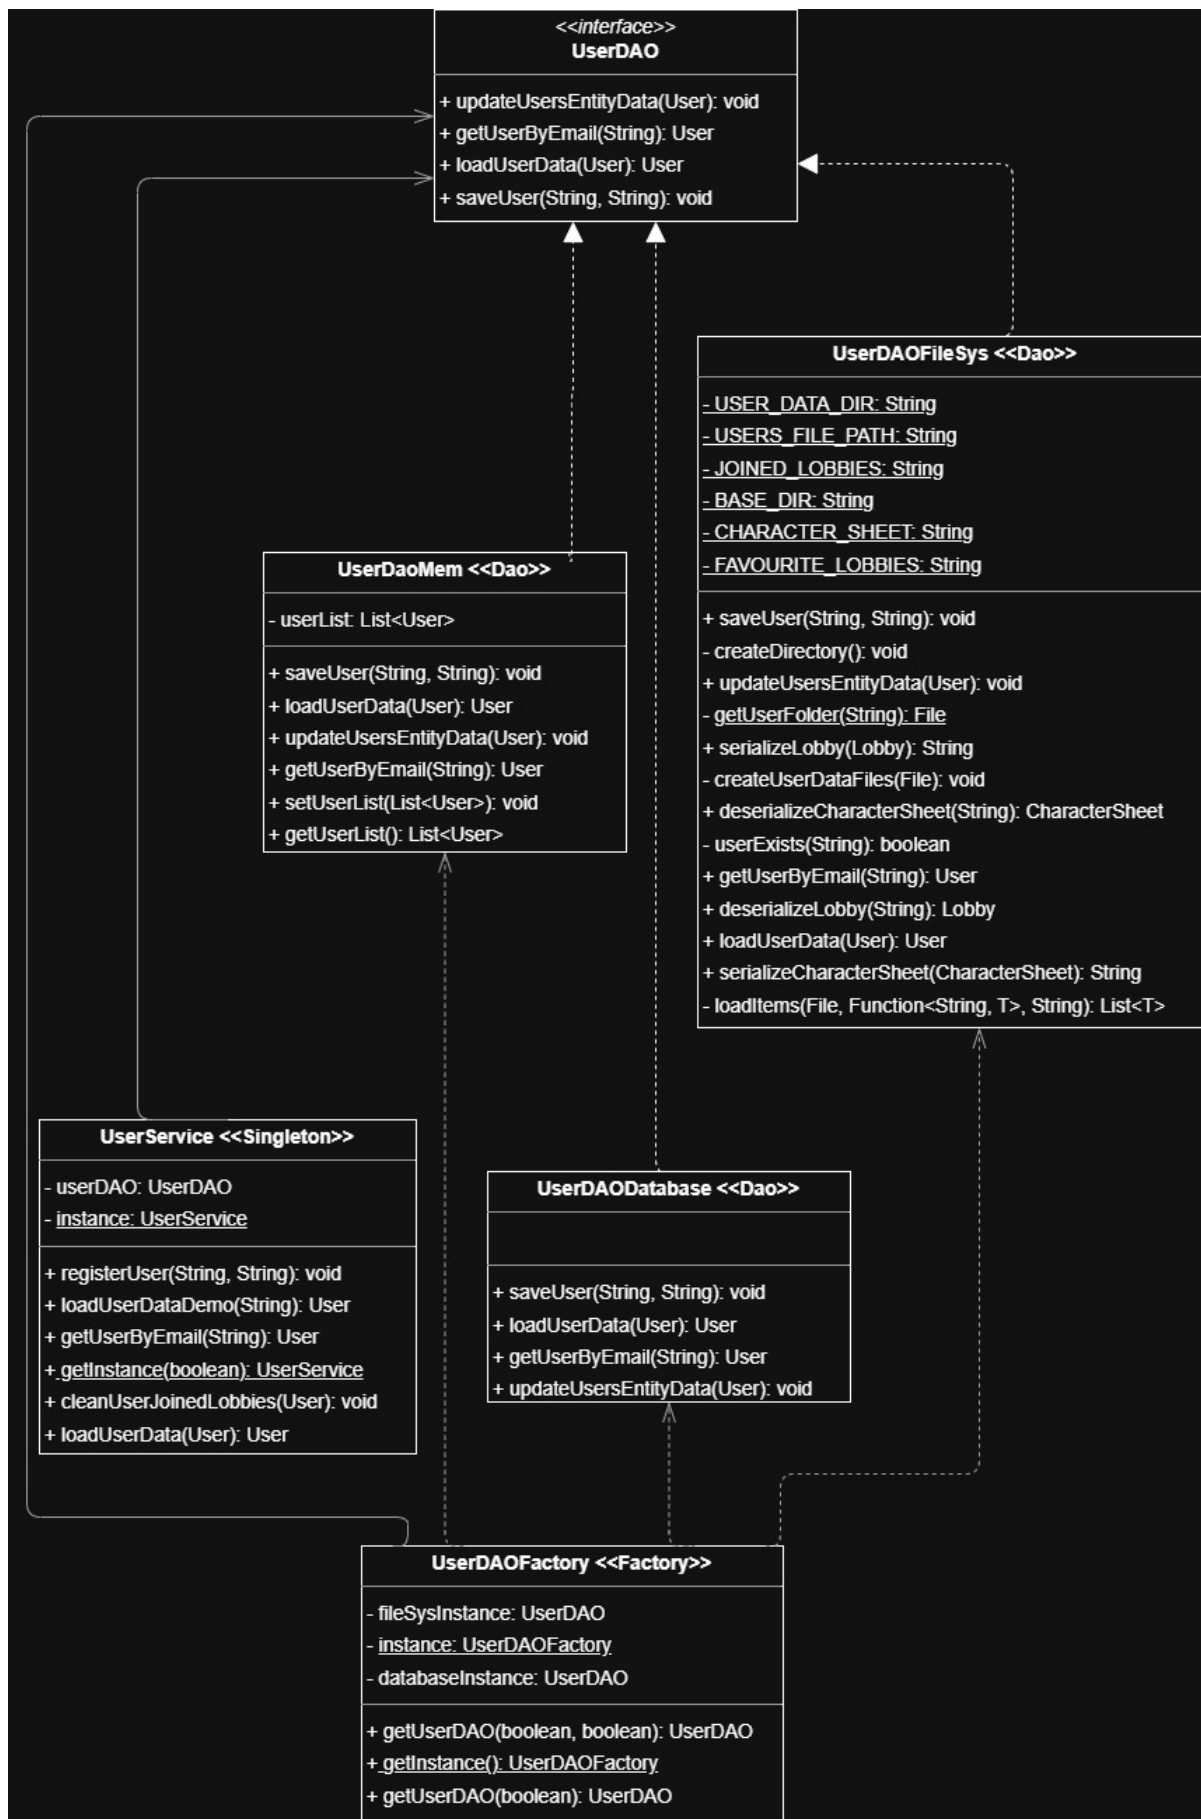 <<interface>>
UserDAO
+ updateUsersEntityData(User): void
+ getUserByEmail(String): User
+ loadUserData(User): User
+ saveUser(String, String): void
UserDAOFileSys <<Dao>>
- USER_DATA_DIR: String
- USERS_FILE_PATH: String
- JOINED_LOBBIES: String
- BASE_DIR: String
- CHARACTER_SHEET: String
- FAVOURITE_LOBBIES: String
+ saveUser(String, String): void
- createDirectory(): void
+ updateUsersEntityData(User): void
- getUserFolder(String): File
+ serializeLobby(Lobby): String
- createUserDataFiles(File): void
+ deserializeCharacterSheet(String): CharacterSheet
- userExists(String): boolean
+ getUserByEmail(String): User
+ deserializeLobby(String): Lobby
+ loadUserData(User): User
+ serializeCharacterSheet(CharacterSheet): String
- loadItems(File, Function<String, T>, String): List<T>
UserDaoMem <<Dao>>
- userList: List<User>
+ saveUser(String, String): void
+ loadUserData(User): User
+ updateUsersEntityData(User): void
+ getUserByEmail(String): User
+ setUserList(List<User>): void
+ getUserList(): List<User>
UserService <<Singleton>>
- userDAO: UserDAO
- instance: UserService
+ registerUser(String, String): void
+ loadUserDataDemo(String): User
+ getUserByEmail(String): User
+ getInstance(boolean): UserService
+ cleanUserJoinedLobbies(User): void
+ loadUserData(User): User
UserDAODatabase <<Dao>>
+ saveUser(String, String): void
+ loadUserData(User): User
+ getUserByEmail(String): User
+ updateUsersEntityData(User): void
UserDAOFactory <<Factory>>
- fileSysInstance: UserDAO
- instance: UserDAOFactory
- databaseInstance: UserDAO
+ getUserDAO(boolean, boolean): UserDAO
+ getInstance(): UserDAOFactory
+ getUserDAO(boolean): UserDAO